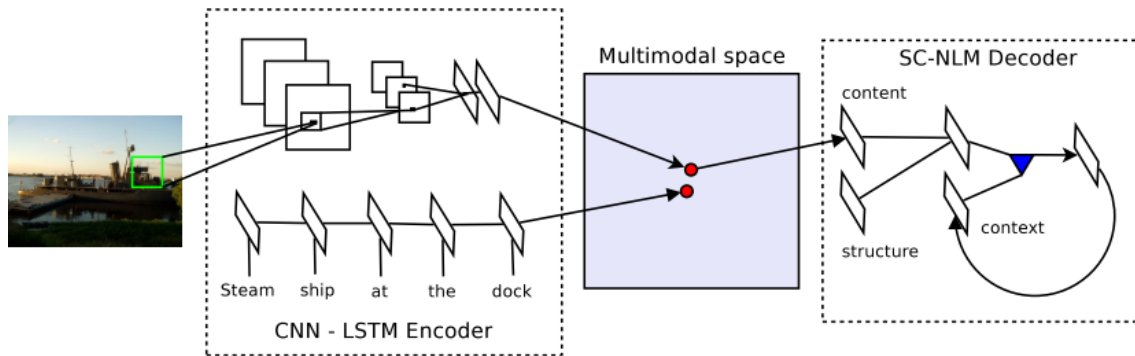 Steam ship at the dock
CNN - LSTM Encoder
Multimodal space
SC-NLM Decoder
content
structure
context